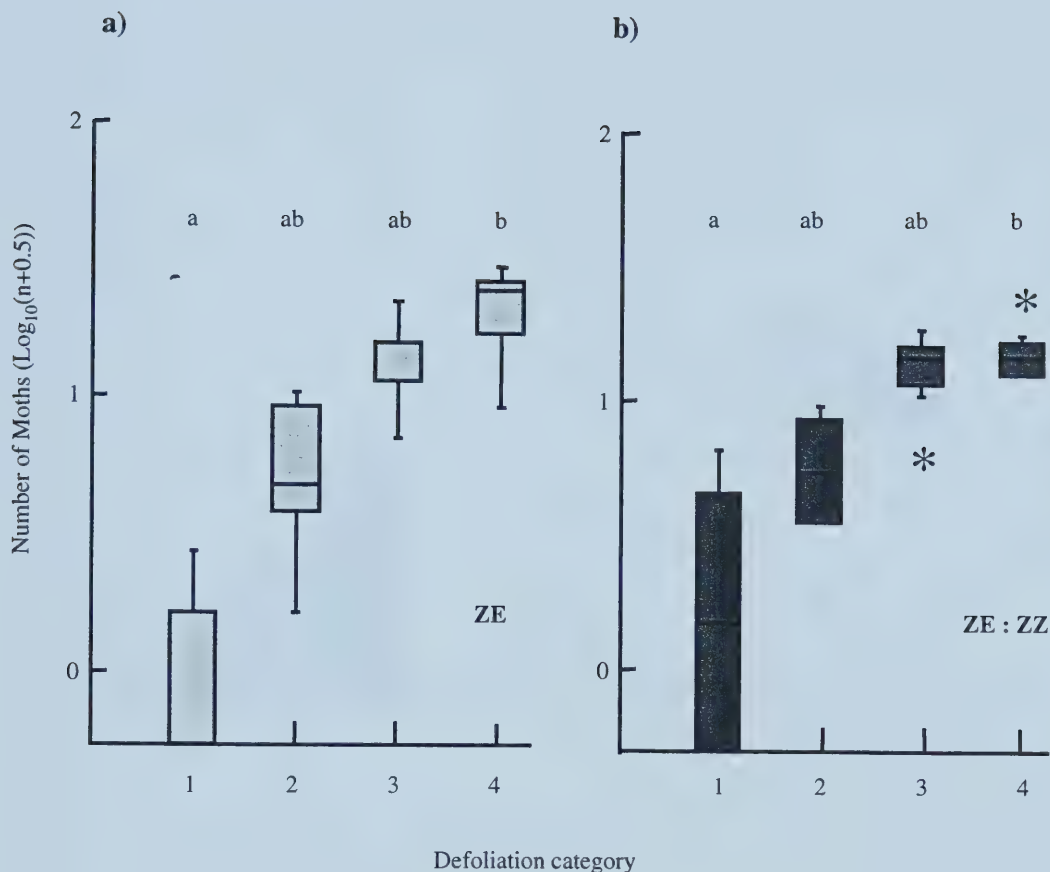 a)
b)
Number of Moths (Log10(n+0.5))
2
a ab ab b
1
0
ZE
1 2 3 4
2
a ab ab b
*
1
*
ZE : ZZ
0
1 2 3 4
Defoliation category